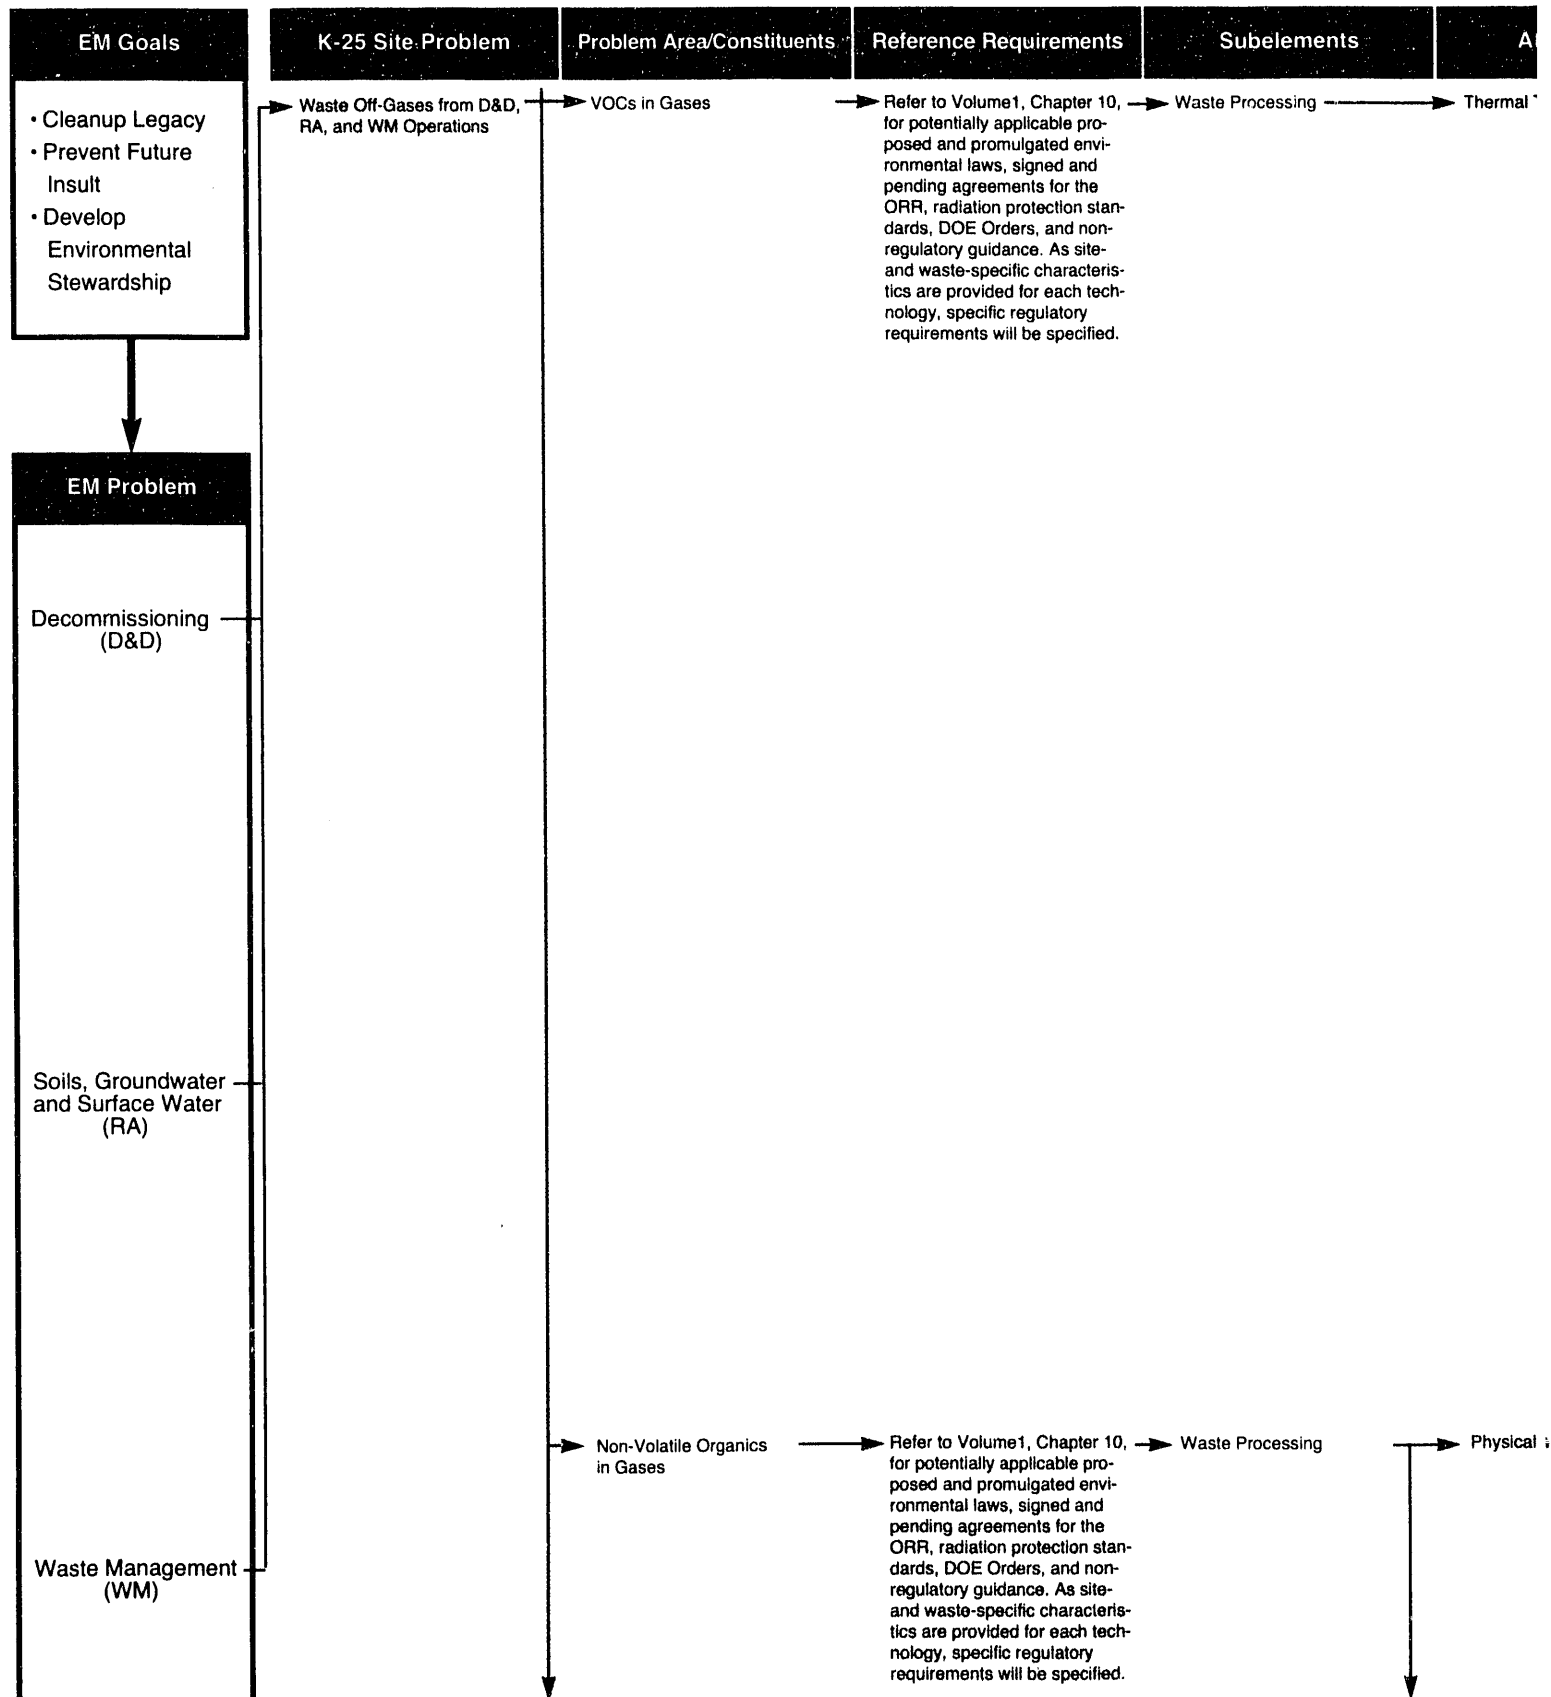 EM Goals
K-25 Site Problem
Problem Area/Constituents
Reference Requirements
Subelements
• Cleanup Legacy
• Prevent Future
Insult
• Develop
Environmental
Stewardship
Waste Off-Gases from D&D,
RA, and WM Operations
VOCs in Gases
Refer to Volume1, Chapter 10,
for potentially applicable pro-
posed and promulgated envi-
ronmental laws, signed and
pending agreements for the
ORR, radiation protection stan-
dards, DOE Orders, and non-
regulatory guidance. As site-
and waste-specific characteris-
tics are provided for each tech-
nology, specific regulatory
requirements will be specified.
Waste Processing
Thermal
EM Problem
Decommissioning
(D&D)
Soils, Groundwater
and Surface Water
(RA)
Waste Management
(WM)
Non-Volatile Organics
in Gases
Refer to Volume1, Chapter 10,
for potentially applicable pro-
posed and promulgated envi-
ronmental laws, signed and
pending agreements for the
ORR, radiation protection stan-
dards, DOE Orders, and non-
regulatory guidance. As site-
and waste-specific characteris-
tics are provided for each tech-
nology, specific regulatory
requirements will be specified.
Waste Processing
Physical